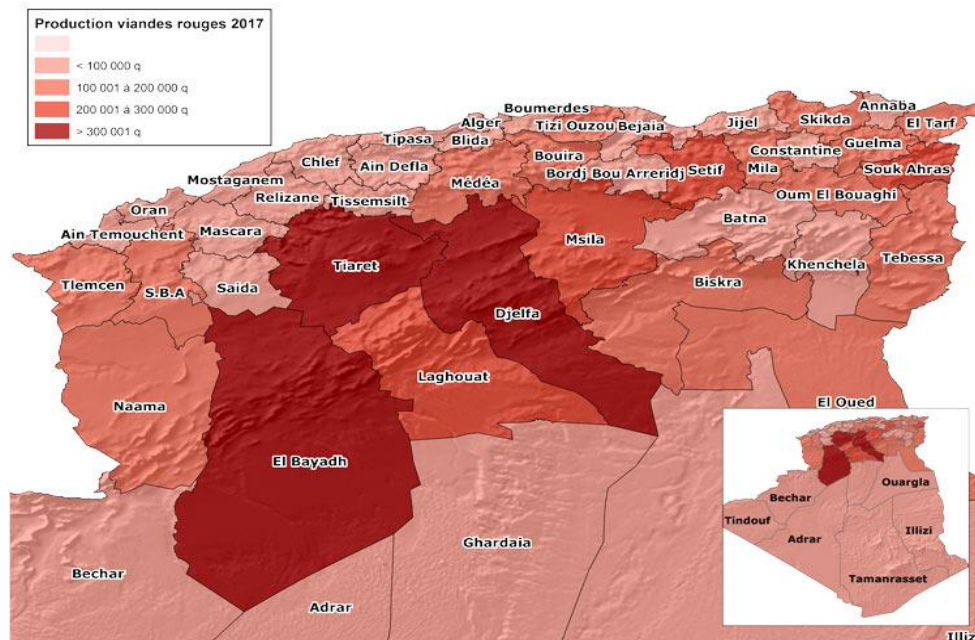 Production viandes rouges 2017
< 100 000 q
100 001 à 200 000 q
200 001 à 300 000 q
> 300 001 q
Boumerdes
Annaba
Alger
Tizi Ouzou
Bejaia
Jijel
Skikda
El Tarf
Tipasa
Blida
Constantine
Guelma
Chlef
Ain Defla
Bouira
Bordj Bou Arreridj
Setif
Mila
Souk Ahras
Mostaganem
Médéa
Relizane
Tissemsilt
Oum El Bouaghi
Oran
Batna
Ain Temouchent
Mascara
Msila
Tiaret
Khenchela
Tebessa
Tlemcen
S.B.A
Saida
Biskra
Djelfa
Laghouat
Naama
El Oued
El Bayadh
Ghardaia
Bechar
Adrar
Ouargla
Bechar
Tindouf
Illizi
Adrar
Tamanrasset
Illiz